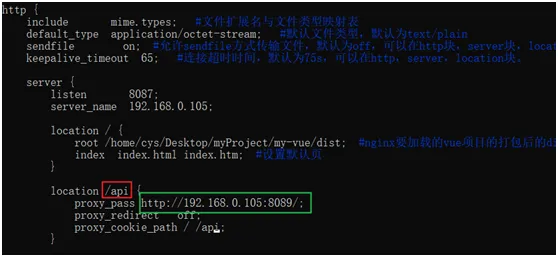 http {
include mime.types; #文件扩展名与文件类型映射表
default_type application/octet-stream; #默认文件类型，默认为text/plain
sendfile on; #允许sendfile方式传输文件，默认为off，可以在http块，server块，locat
keepalive_timeout 65; #连接超时时间，默认为75s，可以在http，server，location块。
server {
listen 8087;
server_name 192.168.0.105;
location / {
root /home/cys/Desktop/myProject/my-vue/dist; #nginx要加载的vue项目的打包后的di
index index.html index.htm; #设置默认页
}
location /api {
proxy_pass http://192.168.0.105:8089/;
proxy_redirect off;
proxy_cookie_path / /api;
}